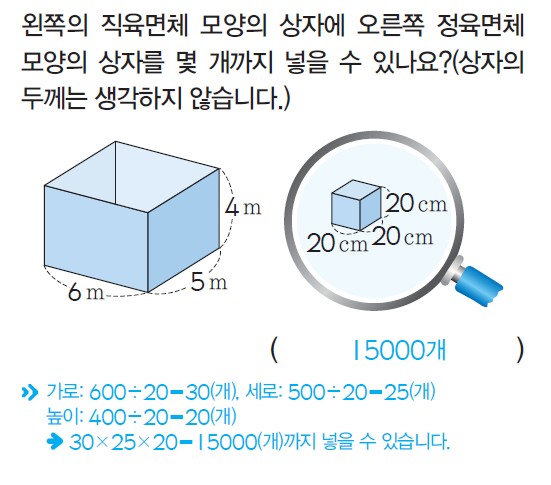 왼쪽의 직육면체 모양의 상자에 오른쪽 정육면체
모양의 상자를 몇 개까지 넣을 수 있나요?(상자의
두께는 생각하지 않습니다.)
4 m
5 m
6 m
20 cm
20 cm
20 cm
( 15000개 )
» 가로: 600÷20=30(개), 세로: 500÷20=25(개)
높이: 400÷20=20(개)
➜ 30×25×20=15000(개)까지 넣을 수 있습니다.